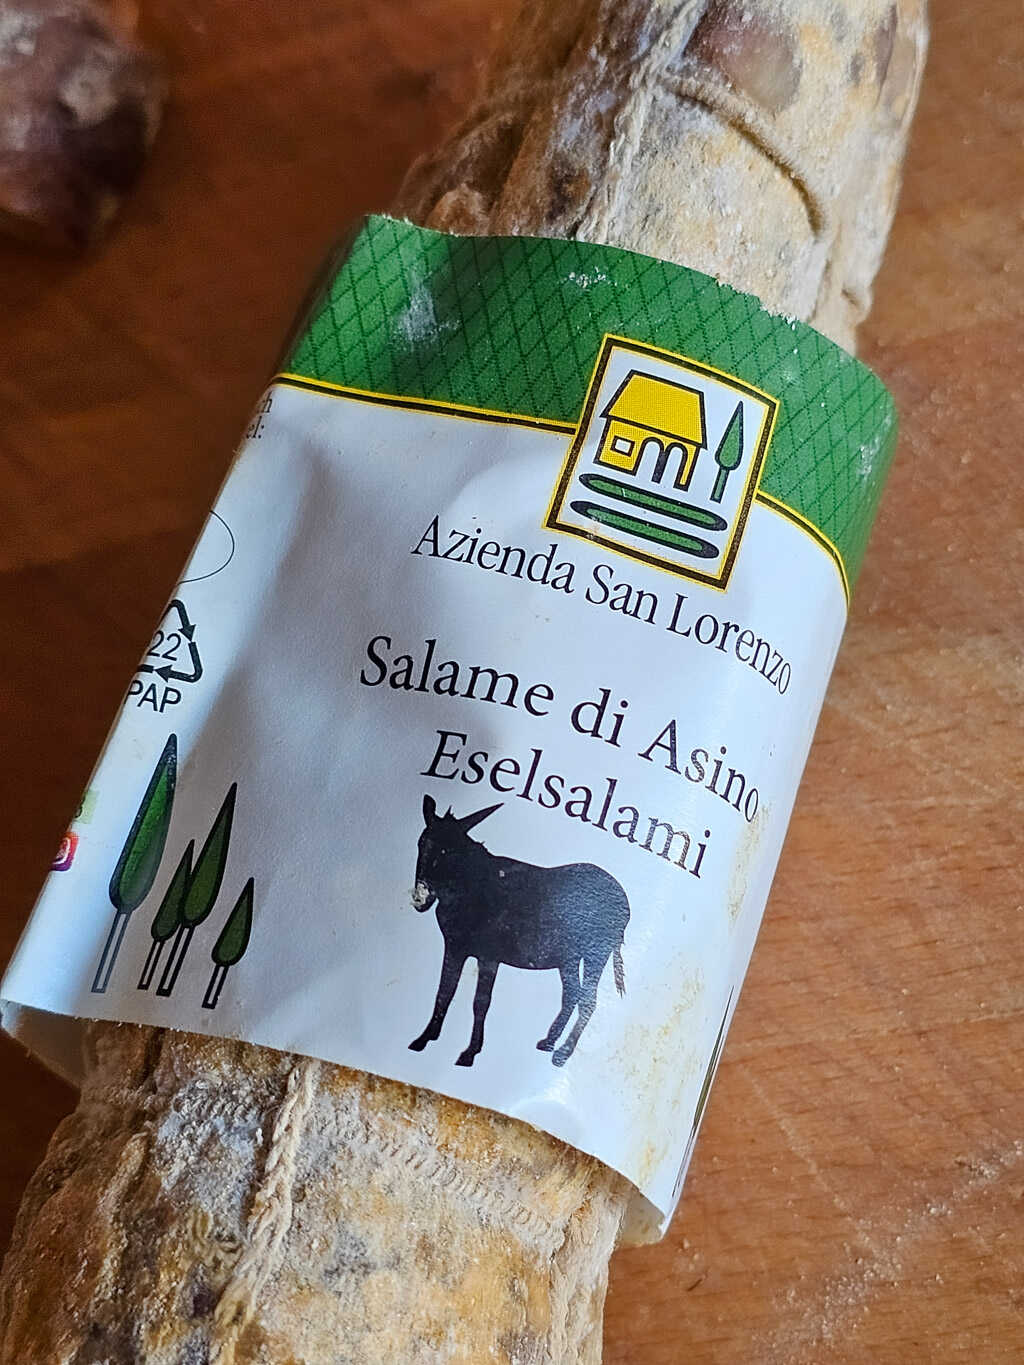 Azienda San Lorenzo
Salame di Asino
Eselsalami
22
PAP